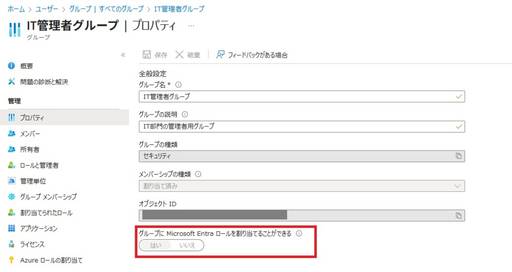 ホーム > ユーザー > グループ | すべてのグループ > IT管理者グループ
IT管理者グループ | プロパティ ...
グループ
保存 破棄 フィードバックがある場合
概要
問題の診断と解決
管理
プロパティ
メンバー
所有者
ロールと管理者
管理単位
グループ メンバーシップ
割り当てられたロール
アプリケーション
ライセンス
Azure ロールの割り当て
全般設定
グループ名 *
IT管理者グループ
グループの説明
IT部門の管理者用グループ
グループの種類
セキュリティ
メンバーシップの種類
割り当て済み
オブジェクト ID
グループに Microsoft Entra ロールを割り当てることができる
はい いいえ